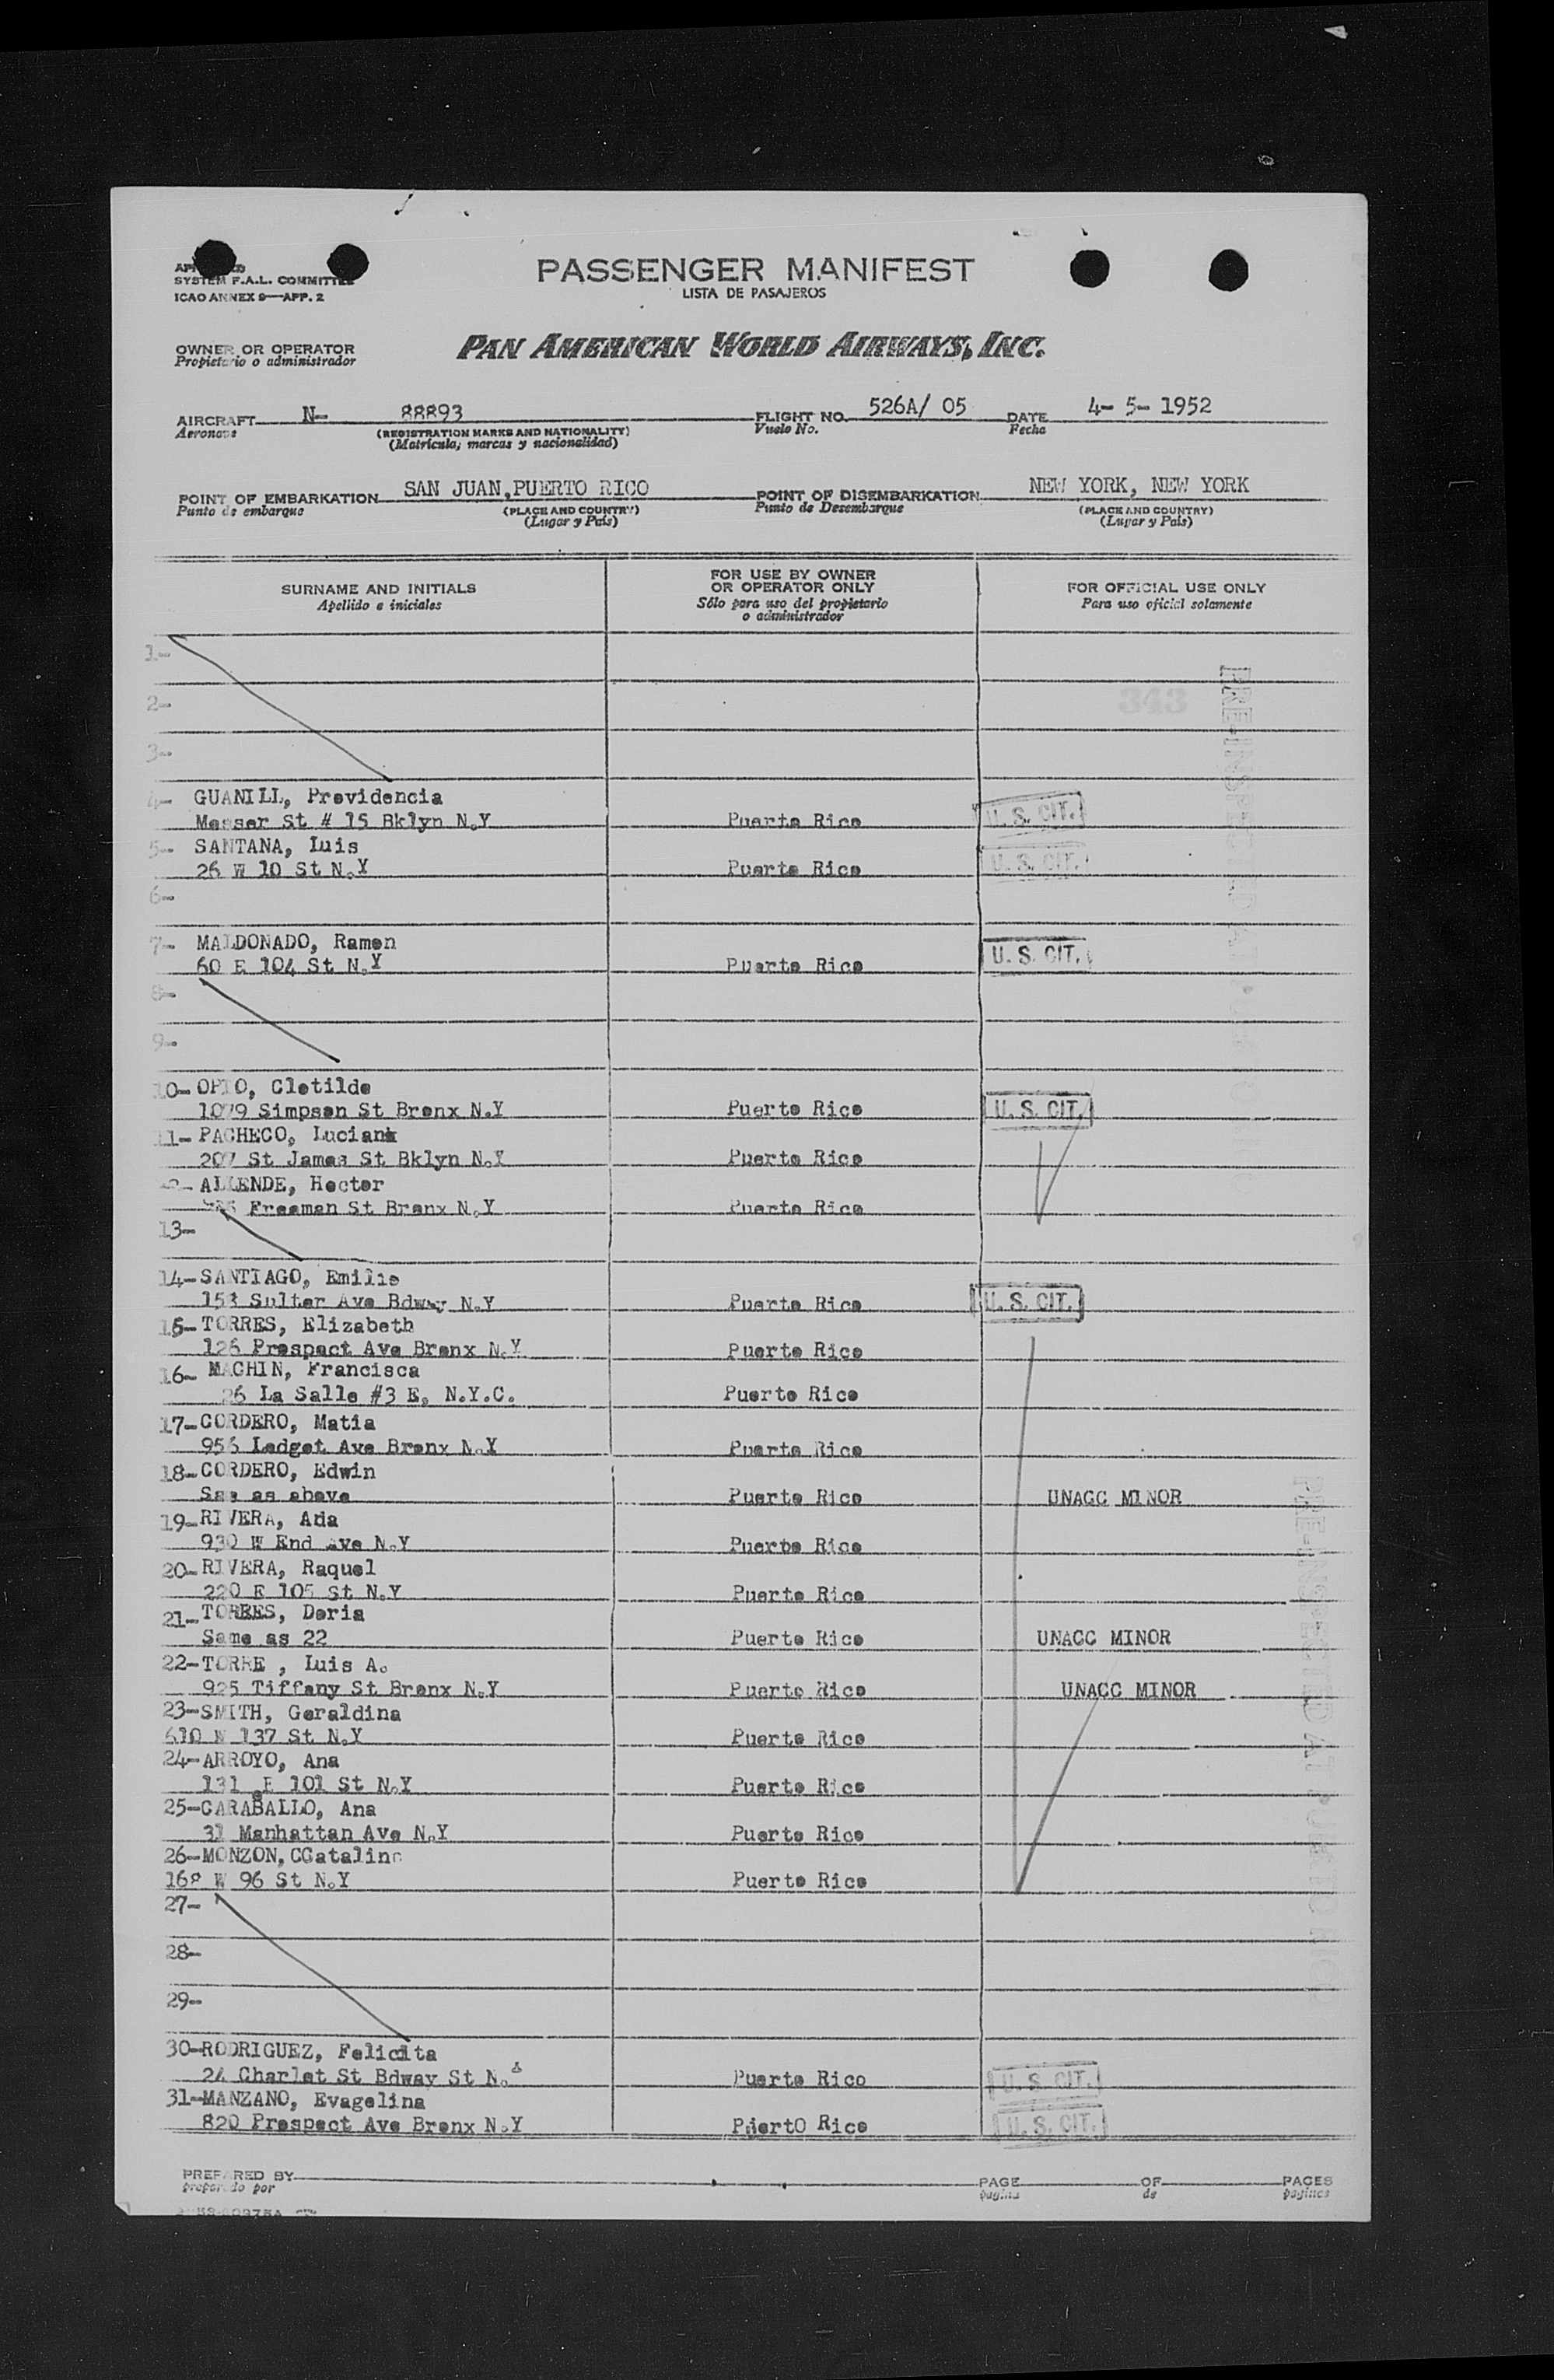 PASSENGER MANIFEST
LISTA DE PASAJEROS
SYSTEM F.A.L. COMMITTEE
ICAO ANNEX 9—APP. 2
OWNER OR OPERATOR
Propietario o administrador
PAN AMERICAN WORLD AIRWAYS, INC.
AIRCRAFT N- 88893 FLIGHT NO. 526A/ 05 DATE 4- 5- 1952
Aeronave (REGISTRATION MARKS AND NATIONALITY) Vuelo No. Fecha
(Matrícula, marcas y nacionalidad)
POINT OF EMBARKATION SAN JUAN,PUERTO RICO POINT OF DISEMBARKATION NEW YORK, NEW YORK
Punto de embarque (PLACE AND COUNTRY) Punto de Desembarque (PLACE AND COUNTRY)
(Lugar y País) (Lugar y País)
SURNAME AND INITIALS FOR USE BY OWNER OR OPERATOR ONLY FOR OFFICIAL USE ONLY
Apellido e iniciales Sólo para uso del propietario o administrador Para uso oficial solamente
1-
2- 343
3-
4- GUANILL, Providencia
Messer St # 15 Bklyn N.Y Puerto Rico U. S. CIT.
5- SANTANA, Luis
26 W 10 St N.Y Puerto Rico U. S. CIT.
6-
7- MALDONADO, Ramon
60 E 104 St N.Y Puerto Rico U. S. CIT.
8-
9-
10- Clotilde
1079 Simpson St Bronx N.Y Puerto Rico U. S. CIT.
11- PACHECO,
207 St James St Bklyn N.Y Puerto Rico
ALLENDE, Hector
Freeman St Bronx N.Y Puerto Rico
13-
14-SANTIAGO, Emilio
Sulter Ave Bdway N.Y Puerto Rico U. S. CIT.
15-TORRES, Elizabeth
126 Prospect Ave Bronx N.Y Puerto Rico
16- MACHIN, Francisca
26 La Salle #3 E, N.Y.C. Puerto Rico
17-CORDERO, Matia
956 Ledget Ave Bronx N.Y Puerto Rico
18-CORDERO, Edwin
as above Puerto Rico UNACC MINOR
19-RIVERA, Ada
930 W End Ave N.Y Puerto Rico
20-RIVERA, Raquel
220 E 105 St N.Y Puerto Rico
21-TORRES, Doris
Same as 22 Puerto Rico UNACC MINOR
22-TORRE , Luis A.
925 Tiffany St Bronx N.Y Puerto Rico UNACC MINOR
23-SMITH, Geraldina
610 W 137 St N.Y Puerto Rico
24-ARROYO, Ana
131 E 101 St N.Y Puerto Rico
25-CARABALLO, Ana
31 Manhattan Ave N.Y Puerto Rico
26-MONZON, CCatalino
168 W 96 St N.Y Puerto Rico
27-
28-
29-
30-RODRIGUEZ, Felicita
24 Charlet St Bdway St N. Puerto Rico U. S. CIT.
31-MANZANO, Evagelina
820 Prospect Ave Bronx N.Y PuertO Rico U. S. CIT.
PRE-INSPECTED AT PUERTO RICO
PRE-INSPECTED AT PUERTO RICO
PREPARED BY PAGE OF PAGES
preparado por pagina de paginas